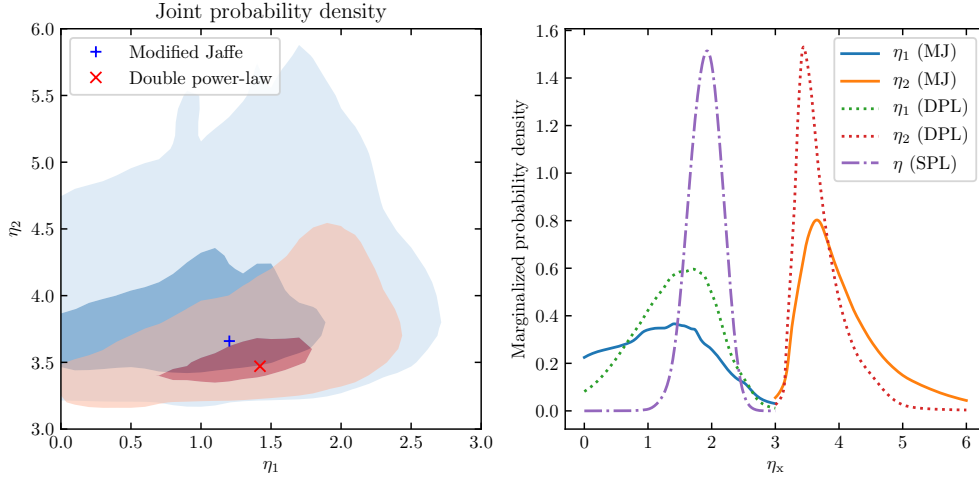 Joint probability density
6.0
5.5
5.0
4.5
4.0
3.5
3.0
η₂
Modified Jaffe
Double power-law
0.0 0.5 1.0 1.5 2.0 2.5 3.0
η₁
1.6
1.4
1.2
1.0
0.8
0.6
0.4
0.2
0.0
Marginalized probability density
η₁ (MJ)
η₂ (MJ)
η₁ (DPL)
η₂ (DPL)
η (SPL)
0 1 2 3 4 5 6
ηₓ